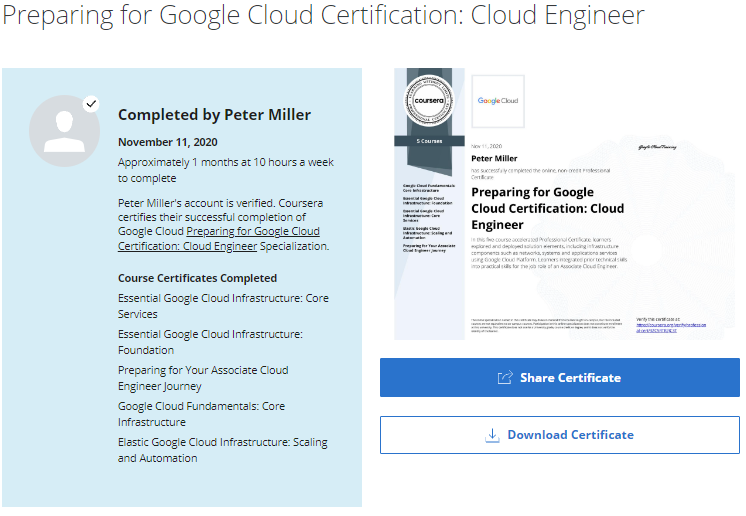 Preparing for Google Cloud Certification: Cloud Engineer
Completed by Peter Miller
November 11, 2020
Approximately 1 months at 10 hours a week
to complete
Peter Miller's account is verified. Coursera
certifies their successful completion of
Google Cloud Preparing for Google Cloud
Certification: Cloud Engineer Specialization.
Course Certificates Completed
Essential Google Cloud Infrastructure: Core
Services
Essential Google Cloud Infrastructure:
Foundation
Preparing for Your Associate Cloud
Engineer Journey
Google Cloud Fundamentals: Core
Infrastructure
Elastic Google Cloud Infrastructure: Scaling
and Automation
coursera
5 Courses
Google Cloud Fundamentals:
Core Infrastructure
Essential Google Cloud
Infrastructure: Foundation
Essential Google Cloud
Infrastructure: Core
Services
Elastic Google Cloud
Infrastructure: Scaling and
Automation
Preparing for Your Associate
Cloud Engineer Journey
Google Cloud
Nov 11, 2020
Peter Miller
has successfully completed the online, non-credit Professional
Certificate
Preparing for Google
Cloud Certification: Cloud
Engineer
In this five-course accelerated Professional Certificate, learners
explored and deployed solution elements, including infrastructure
components such as networks, systems and applications services
using Google Cloud Platform. Learners integrated prior technical skills
into practical skills for the job role of an Associate Cloud Engineer.
Google Cloud Training
Verify this certificate at:
Share Certificate
Download Certificate